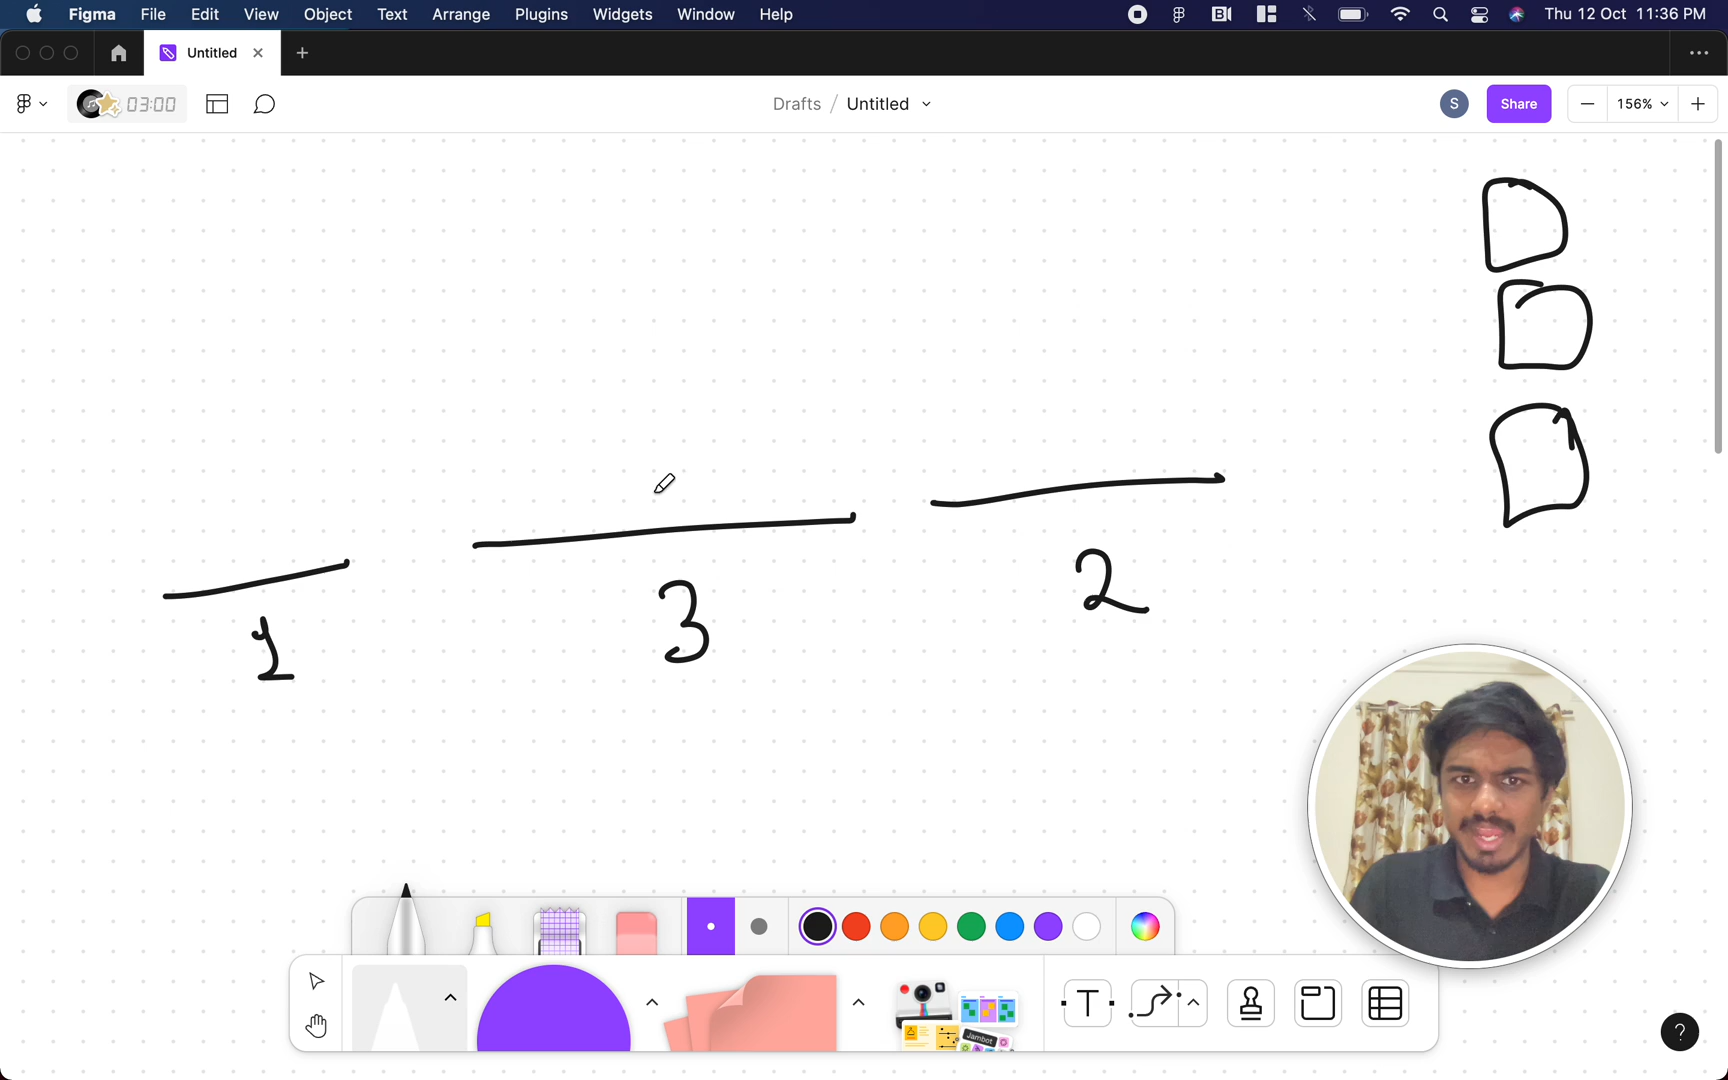 Figma File Edit View Object Text Arrange Plugins Widgets Window Help Thu 12 Oct 11:36 PM
Untitled
03:00 Drafts / Untitled S Share 156%
1 3 2
T
Jambot
?